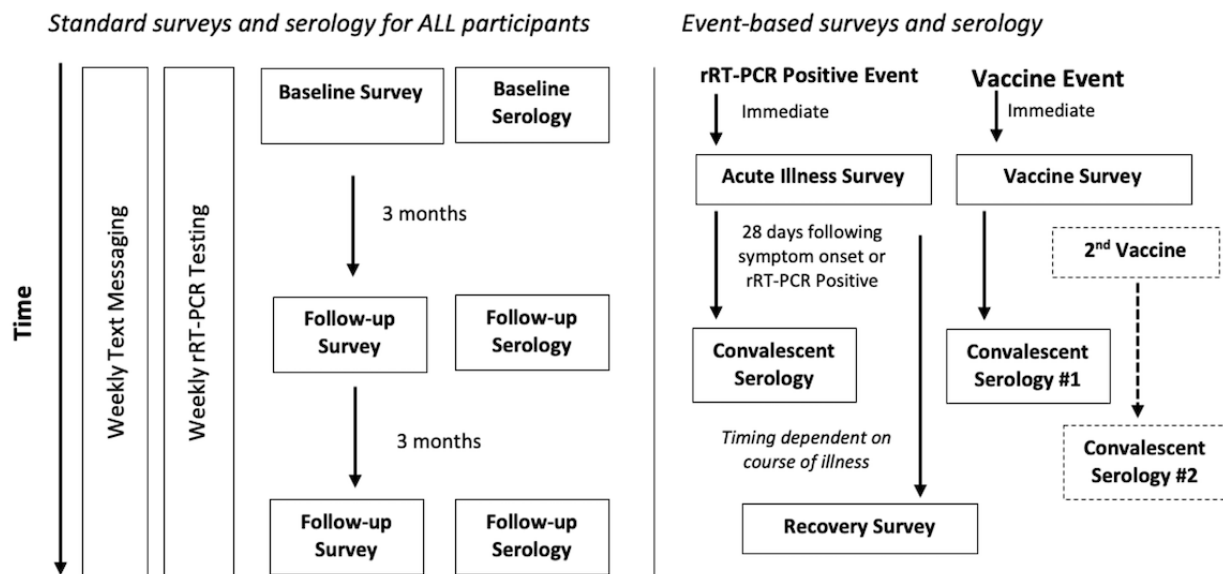 Standard surveys and serology for ALL participants
Time
Weekly Text Messaging
Weekly rRT-PCR Testing
Baseline Survey
Baseline
Serology
3 months
Follow-up
Survey
Follow-up
Serology
3 months
Follow-up
Survey
Follow-up
Serology
Event-based surveys and serology
rRT-PCR Positive Event
Immediate
Acute Illness Survey
28 days following
symptom onset or
rRT-PCR Positive
Convalescent
Serology
Timing dependent on
course of illness
Recovery Survey
Vaccine Event
Immediate
Vaccine Survey
2nd Vaccine
Convalescent
Serology #1
Convalescent
Serology #2